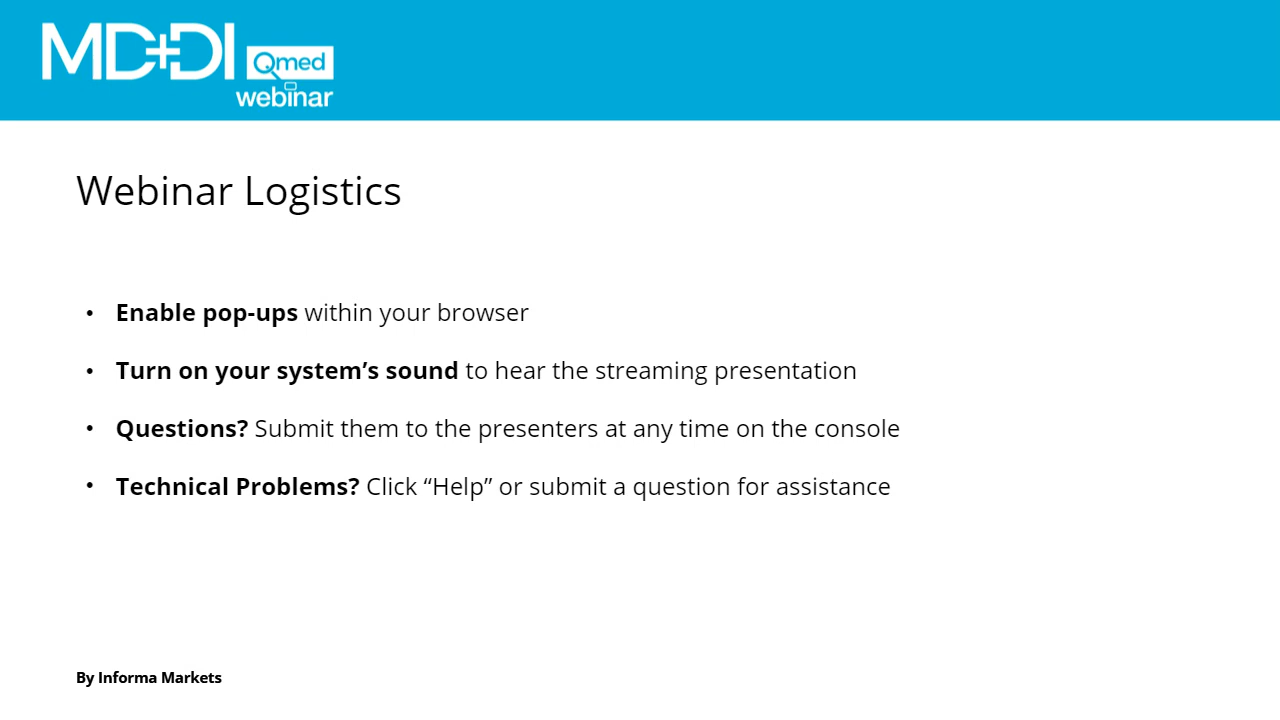 MD+DI Qmed
webinar
Webinar Logistics
• Enable pop-ups within your browser
• Turn on your system’s sound to hear the streaming presentation
• Questions? Submit them to the presenters at any time on the console
• Technical Problems? Click “Help” or submit a question for assistance
By Informa Markets